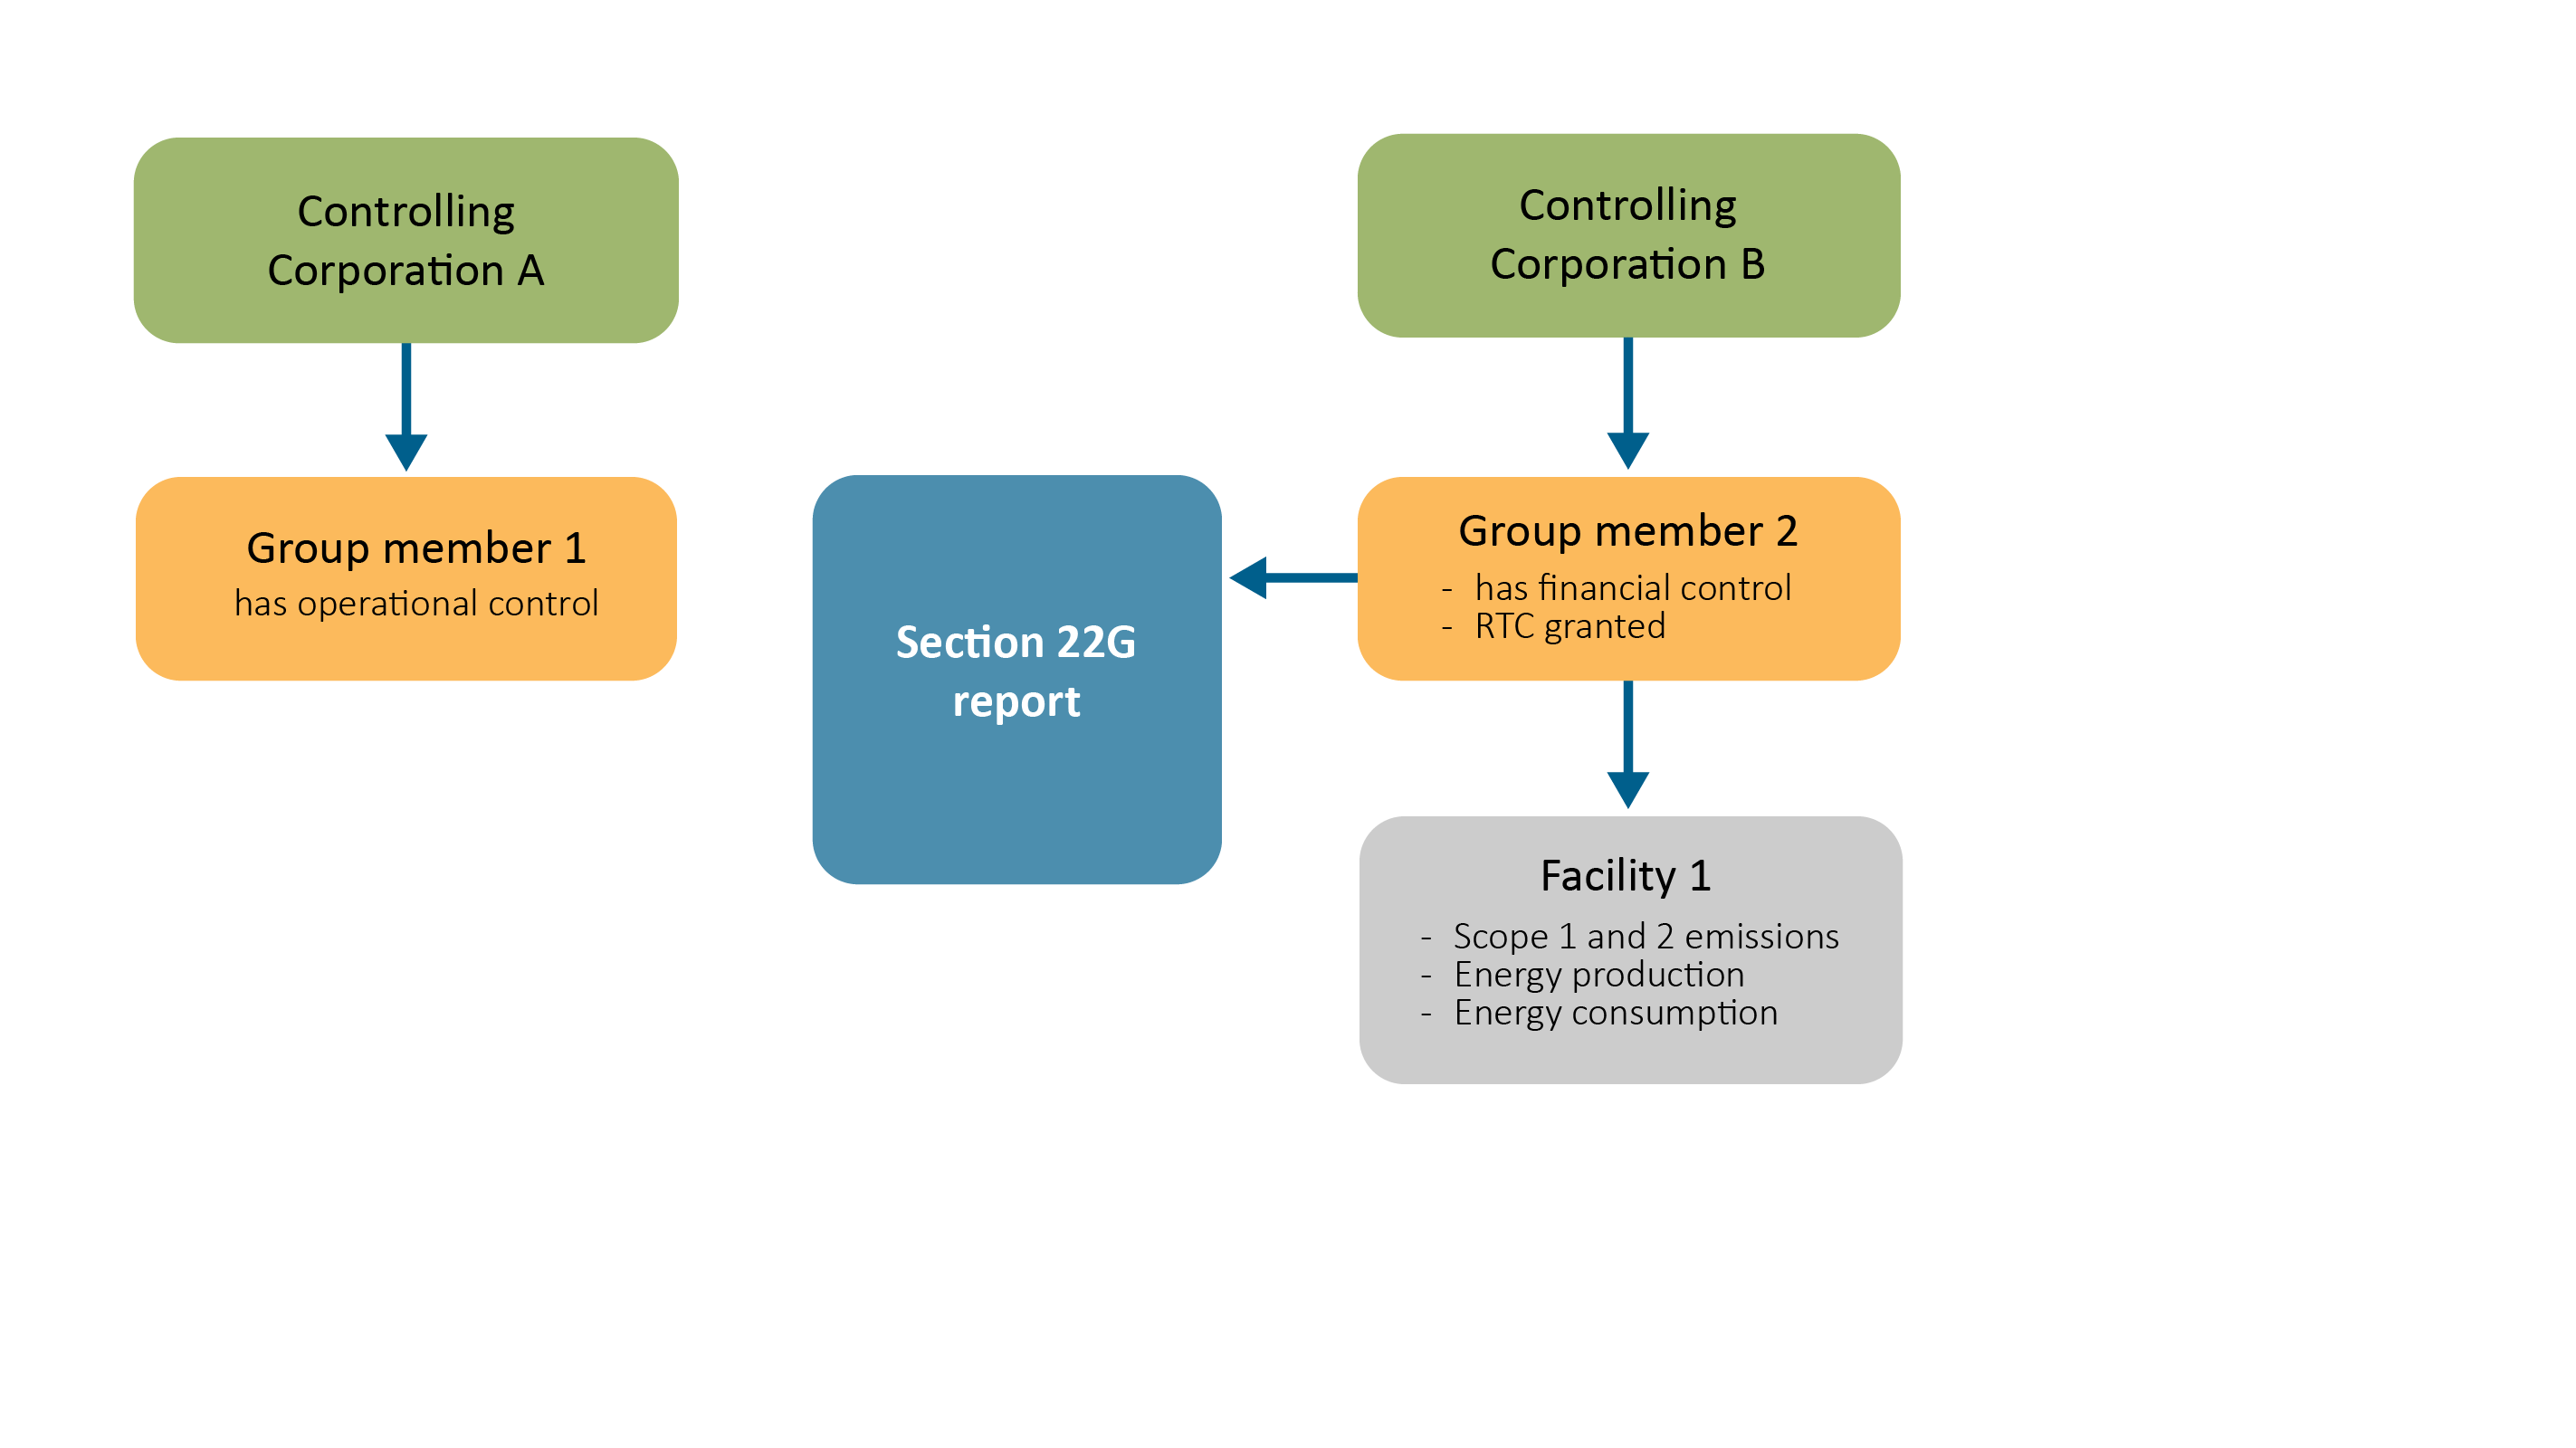 Controlling
Corporation A
Group member 1
has operational control
Section 22G
report
Controlling
Corporation B
Group member 2
- has financial control
- RTC granted
Facility 1
- Scope 1 and 2 emissions
- Energy production
- Energy consumption